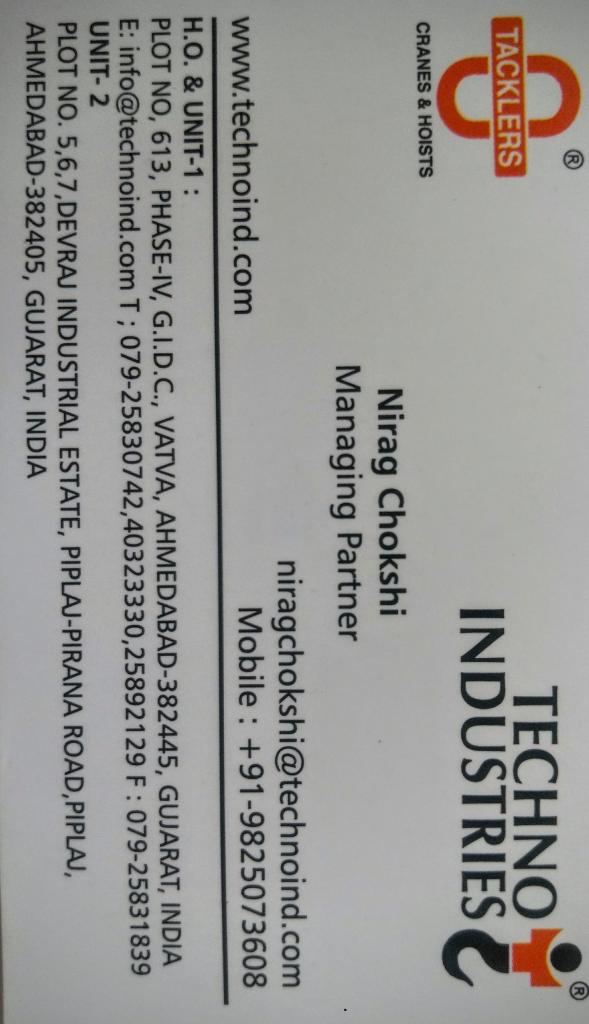 TACKLERS ®
CRANES & HOISTS
TECHNO ®
INDUSTRIES
Nirag Chokshi
Managing Partner
niragchokshi@technoind.com
www.technoind.com
Mobile : +91-9825073608
H.O. & UNIT-1 :
PLOT NO, 613, PHASE-IV, G.I.D.C., VATVA, AHMEDABAD-382445, GUJARAT, INDIA
E: info@technoind.com T ; 079-25830742,40323330,25892129 F : 079-25831839
UNIT- 2
PLOT NO. 5,6,7,DEVRAJ INDUSTRIAL ESTATE, PIPLAJ-PIRANA ROAD,PIPLAJ,
AHMEDABAD-382405, GUJARAT, INDIA